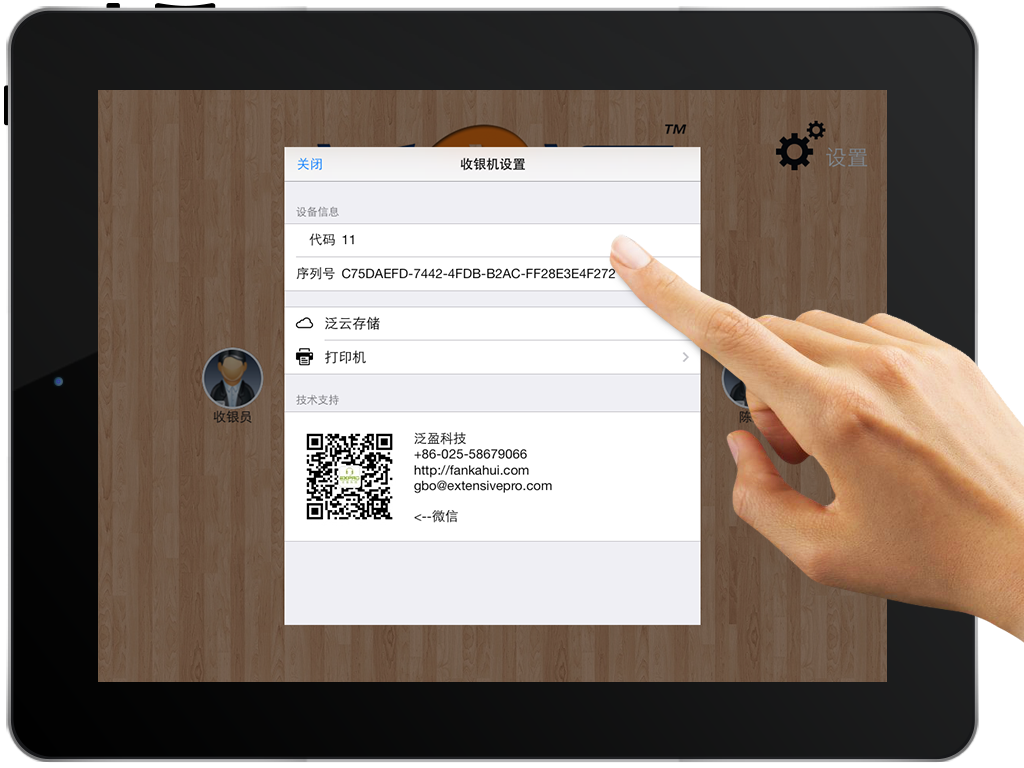 TM
设置
关闭
收银机设置
设备信息
代码 11
序列号 C75DAEFD-7442-4FDB-B2AC-FF28E3E4F272
泛云存储
打印机
收银员
陈
技术支持
泛盈科技
+86-025-58679066
http://fankahui.com
gbo@extensivepro.com
<--微信